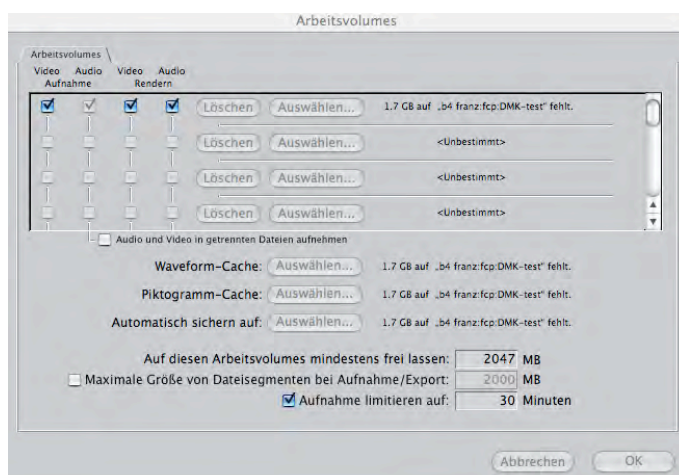 Arbeitsvolumes
Arbeitsvolumes
Video Audio Video Audio
Aufnahme Rendern
Löschen Auswählen... 1.7 GB auf „b4 franz:fcp:DMK-test“ fehlt.
Löschen Auswählen... <Unbestimmt>
Löschen Auswählen... <Unbestimmt>
Löschen Auswählen... <Unbestimmt>
Audio und Video in getrennten Dateien aufnehmen
Waveform-Cache: Auswählen... 1.7 GB auf „b4 franz:fcp:DMK-test“ fehlt.
Piktogramm-Cache: Auswählen... 1.7 GB auf „b4 franz:fcp:DMK-test“ fehlt.
Automatisch sichern auf: Auswählen... 1.7 GB auf „b4 franz:fcp:DMK-test“ fehlt.
Auf diesen Arbeitsvolumes mindestens frei lassen: 2047 MB
Maximale Größe von Dateisegmenten bei Aufnahme/Export: 2000 MB
Aufnahme limitieren auf: 30 Minuten
Abbrechen OK